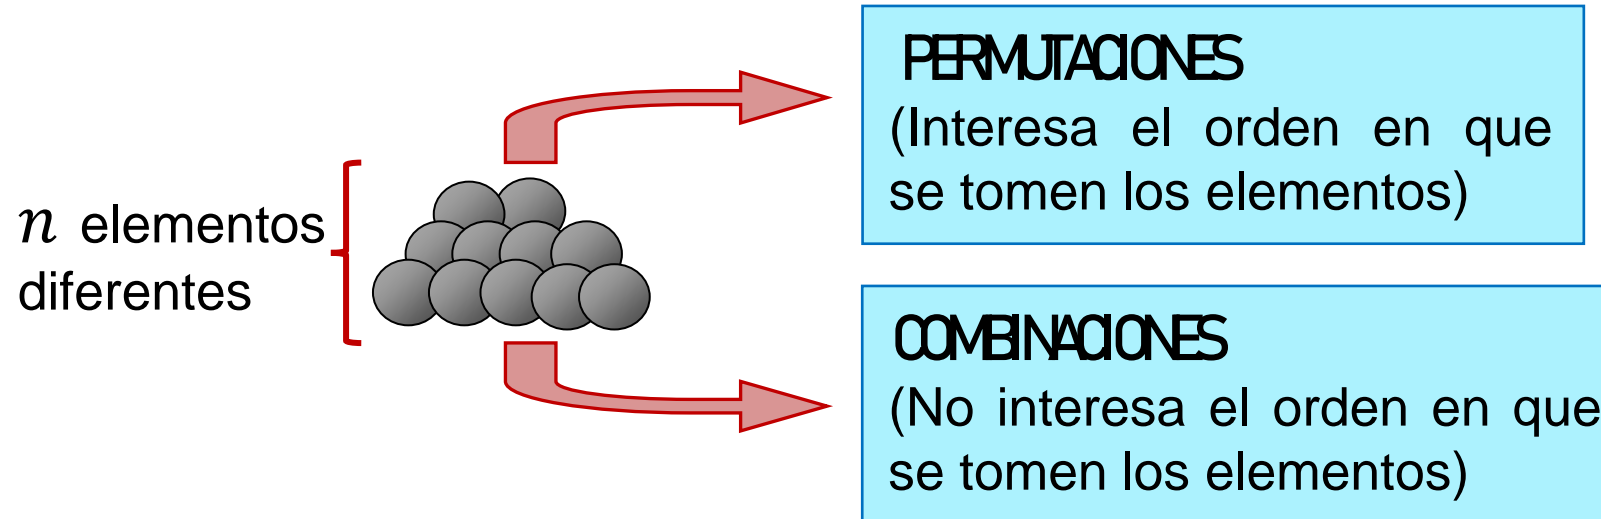 n elementos
diferentes
PERMUTACIONES
(Interesa el orden en que
se tomen los elementos)
COMBINACIONES
(No interesa el orden en que
se tomen los elementos)